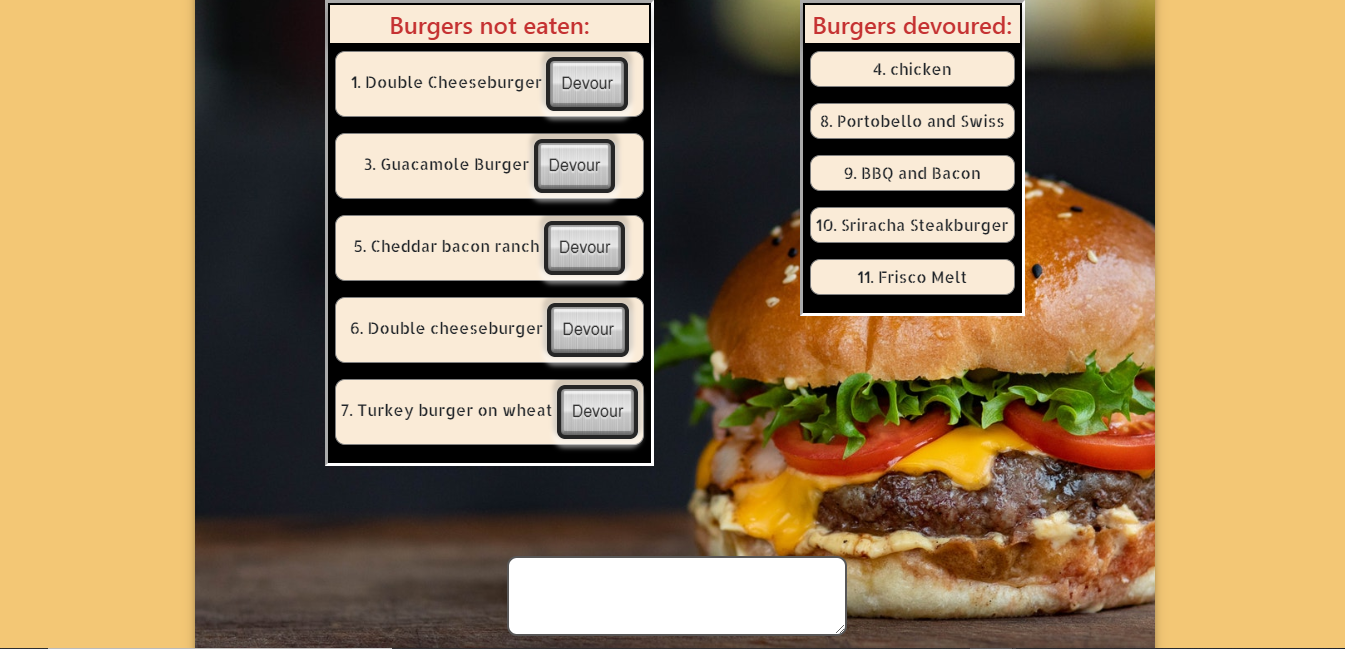 Burgers not eaten:
1. Double Cheeseburger Devour
3. Guacamole Burger Devour
5. Cheddar bacon ranch Devour
6. Double cheeseburger Devour
7. Turkey burger on wheat Devour
Burgers devoured:
4. chicken
8. Portobello and Swiss
9. BBQ and Bacon
10. Sriracha Steakburger
11. Frisco Melt